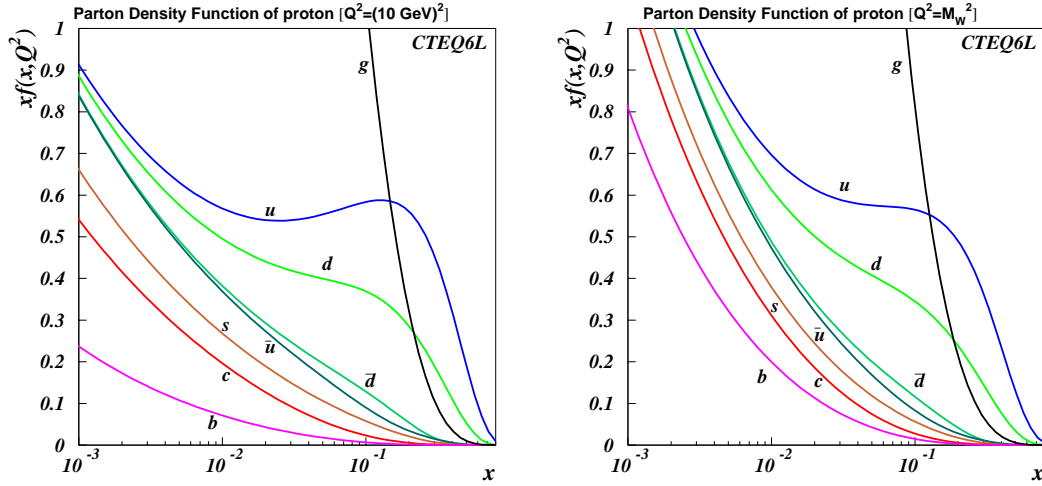 Parton Density Function of proton [Q²=(10 GeV)²]
xf(x,Q²)
1
0.9
0.8
0.7
0.6
0.5
0.4
0.3
0.2
0.1
0
CTEQ6L
g
u
d
s
ū
c
d̄
b
10⁻³
10⁻²
10⁻¹
x
Parton Density Function of proton [Q²=M_W²]
xf(x,Q²)
1
0.9
0.8
0.7
0.6
0.5
0.4
0.3
0.2
0.1
0
CTEQ6L
g
u
d
s
ū
d̄
b
c
10⁻³
10⁻²
10⁻¹
x